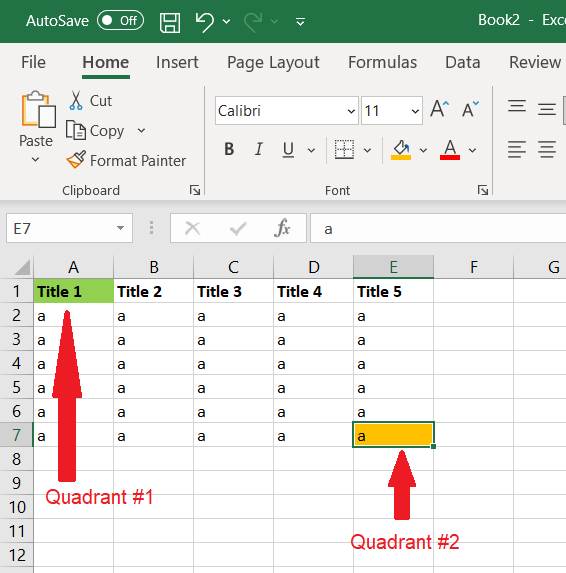 AutoSave Off Book2 - Exc
File Home Insert Page Layout Formulas Data Review
Paste Cut
Copy
Format Painter
Calibri 11
B I U A
Clipboard Font
E7 fx a
A B C D E F G
1 Title 1 Title 2 Title 3 Title 4 Title 5
2 a a a a a
3 a a a a a
4 a a a a a
5 a a a a a
6 a a a a a
7 a a a a a
8
9
10
11
12
Quadrant #1
Quadrant #2